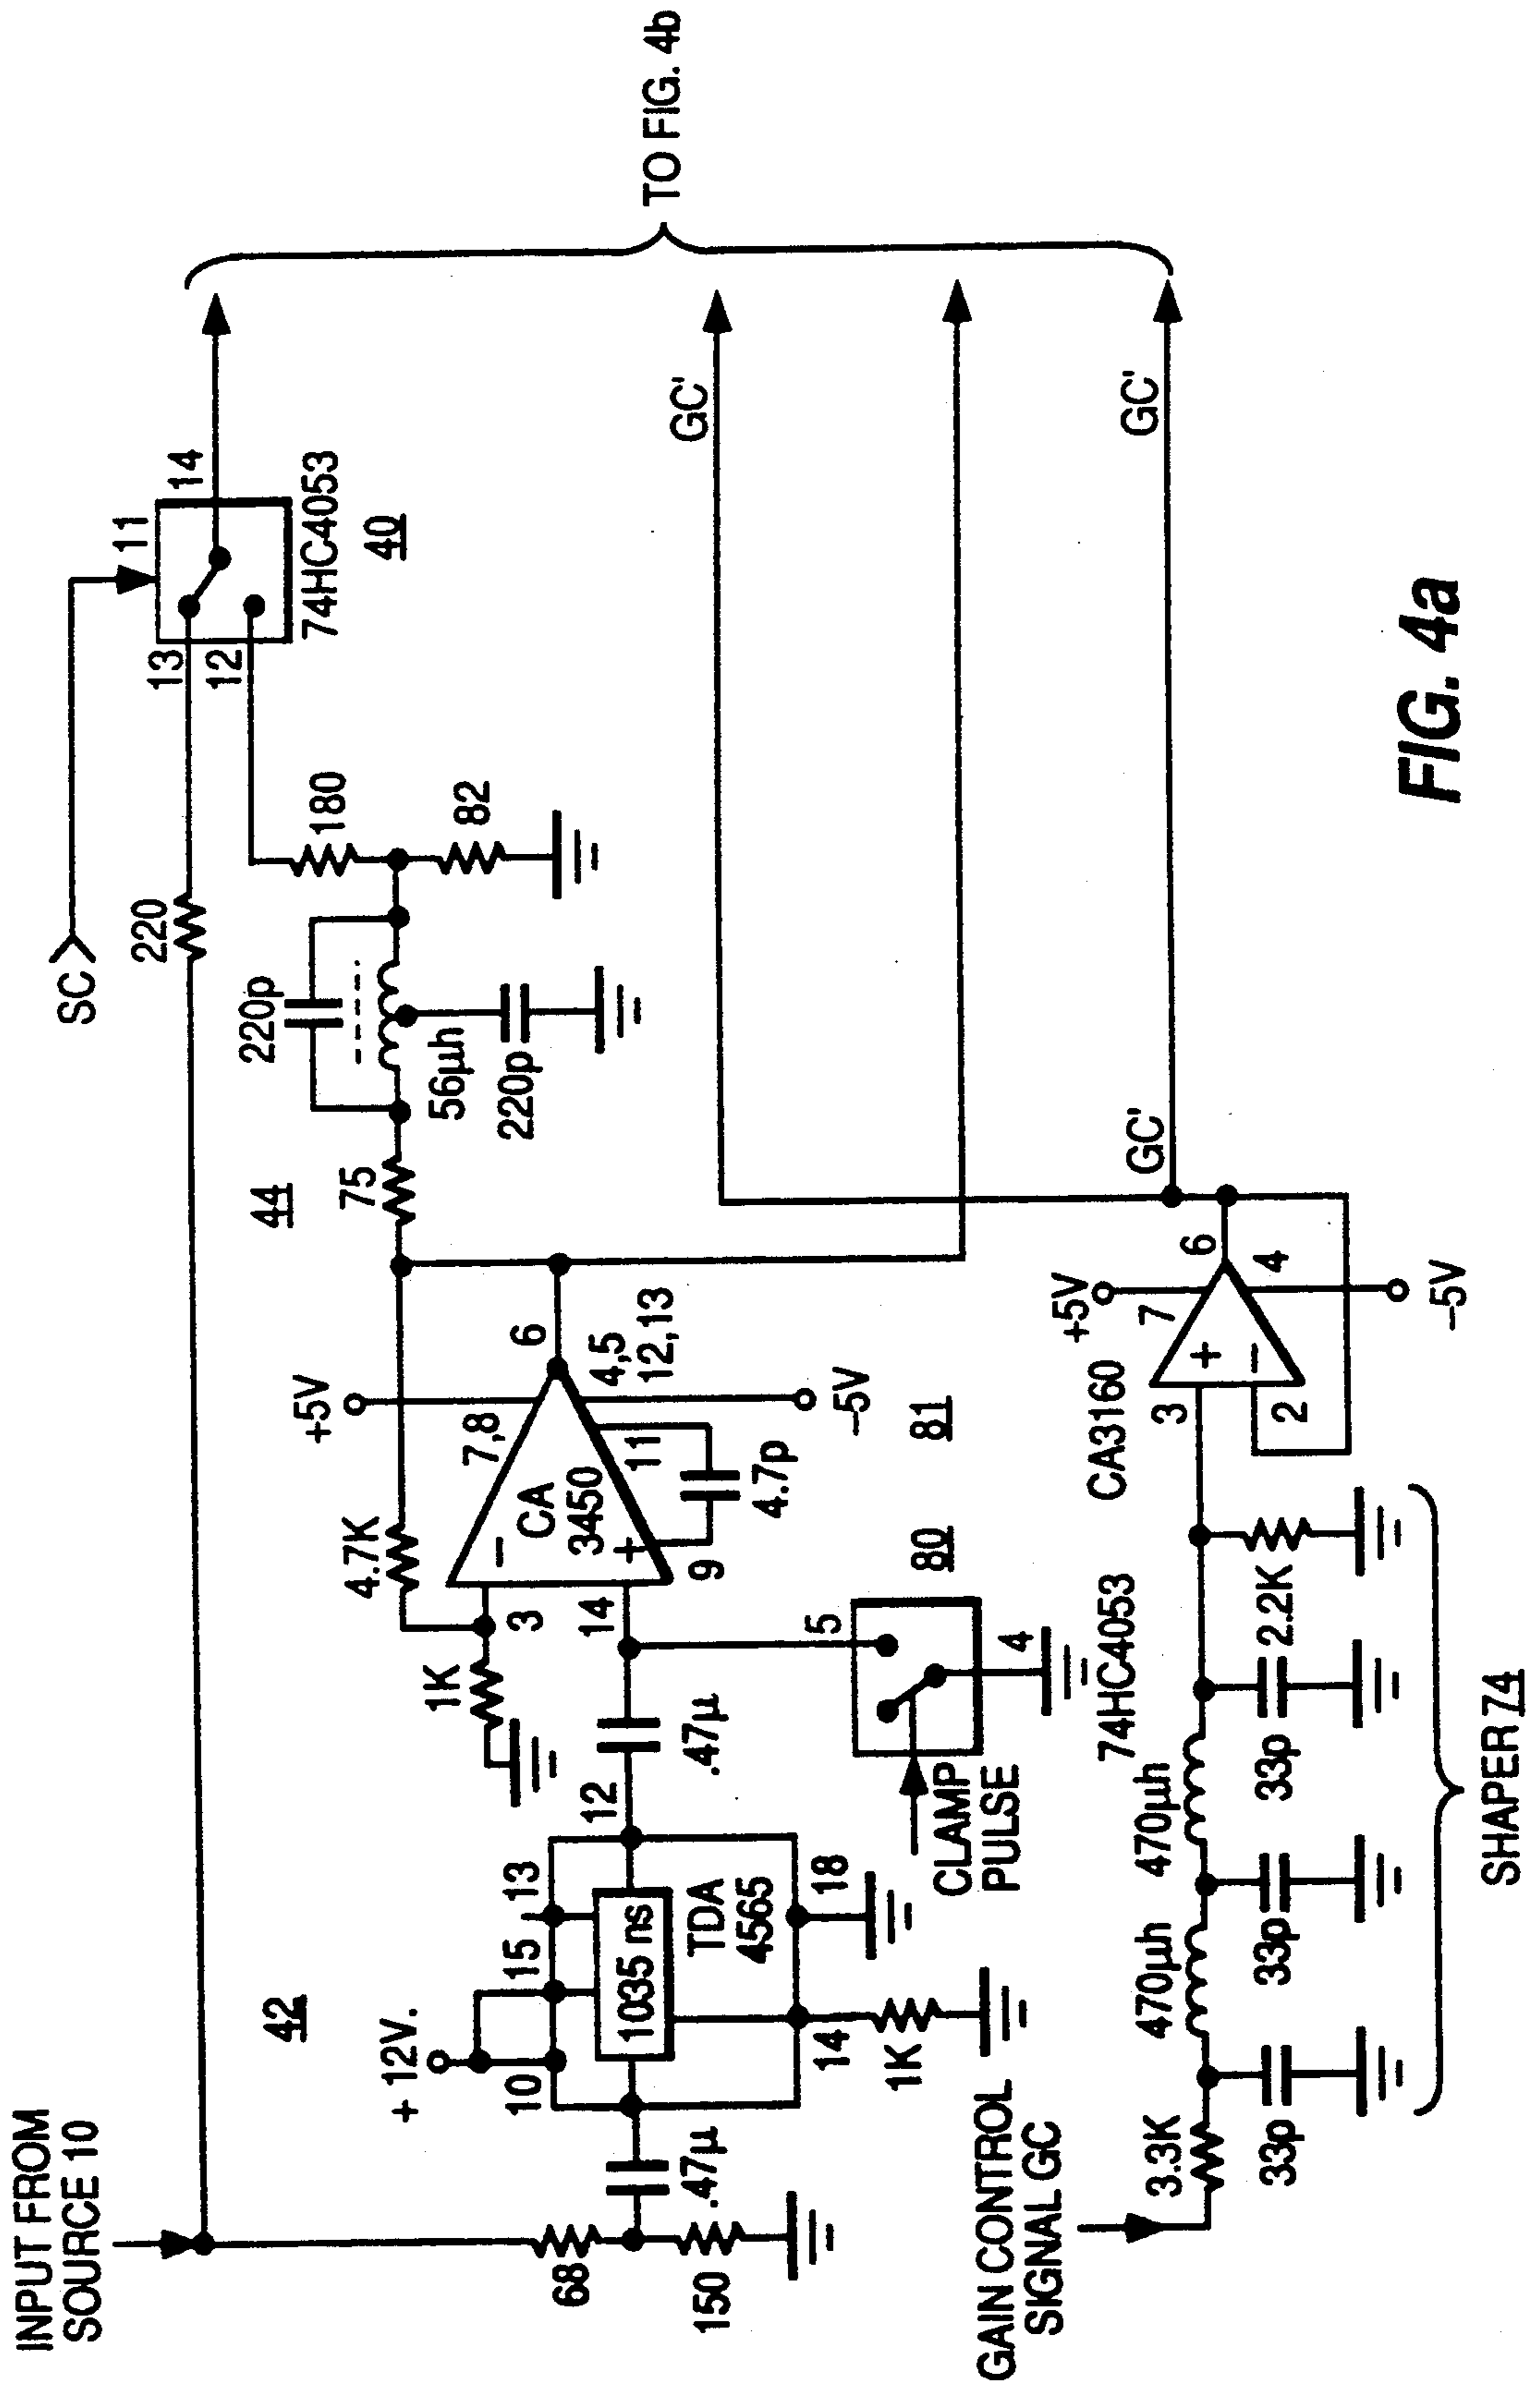 SC
11
13
14
12
220
74HC4053
40
TO FIG. 4b
220p
180
82
56µh
220p
44
75
GC'
+5V
4.7K
7,8
6
4,5
12,13
CA
3450
−
+
11
9
4.7p
−5V
81
3
14
1K
.47µ
5
80
4
CLAMP
PULSE
74HC4053
INPUT FROM
SOURCE 10
42
+ 12V.
10
15
13
12
1035 ns
TDA
4565
18
14
1K
68
150
.47µ
GC'
GC'
GAIN CONTROL
SIGNAL GC
3.3K
470µh
470µh
33p
33p
33p
2.2K
CA3160
3
2
+
−
+5V
7
6
4
−5V
SHAPER 74
FIG. 4a